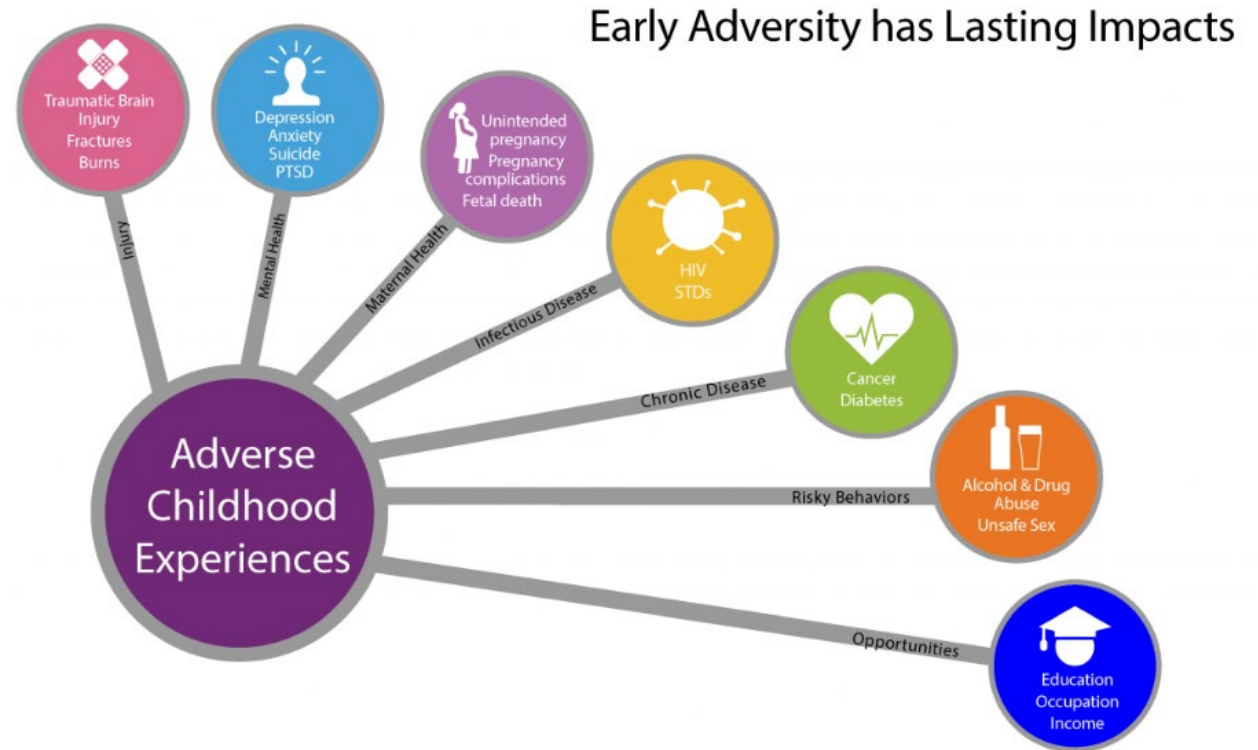 Early Adversity has Lasting Impacts
Traumatic Brain
Injury
Fractures
Burns
Injury
Depression
Anxiety
Suicide
PTSD
Mental Health
Unintended
pregnancy
Pregnancy
complications
Fetal death
Maternal Health
HIV
STDs
Infectious Disease
Cancer
Diabetes
Chronic Disease
Alcohol & Drug
Abuse
Unsafe Sex
Risky Behaviors
Education
Occupation
Income
Opportunities
Adverse
Childhood
Experiences